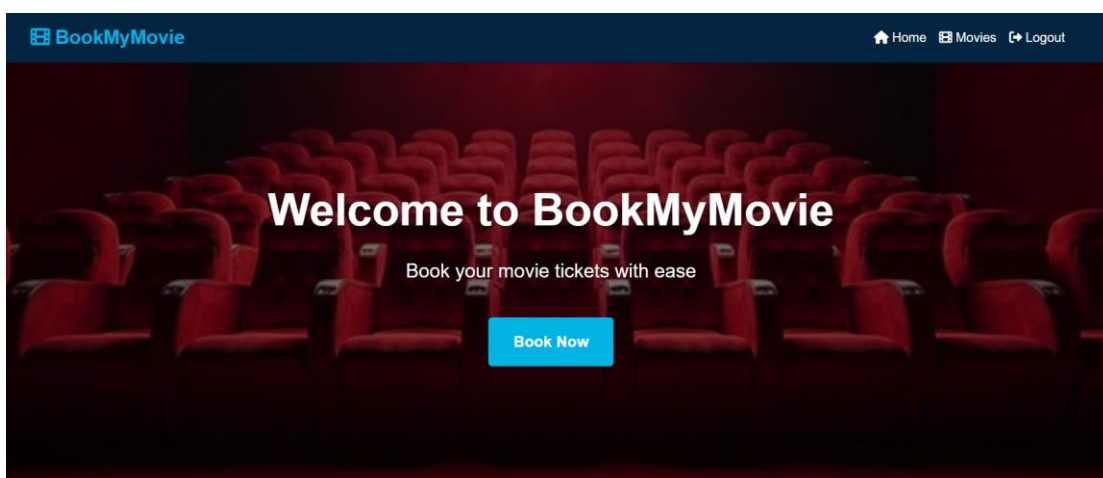 BookMyMovie
Home Movies Logout
Welcome to BookMyMovie
Book your movie tickets with ease
Book Now